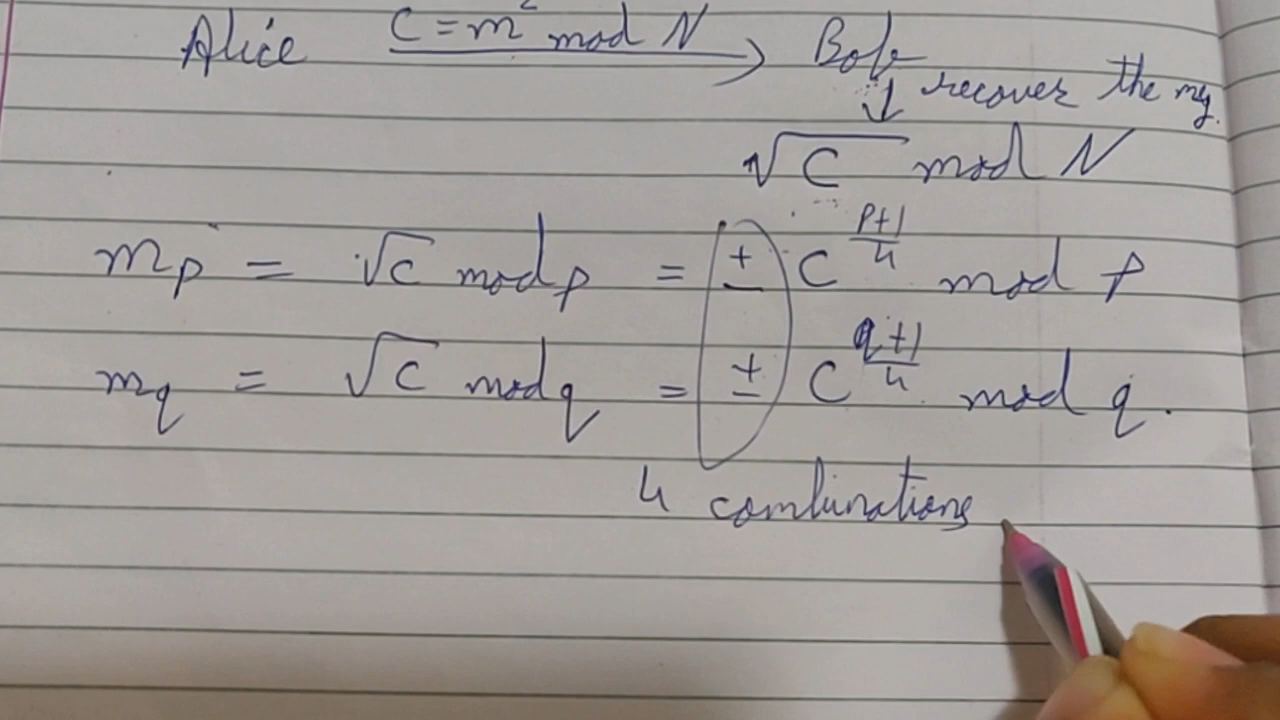 Alice C = m² mod N → Bob
↓ recover the msg.
√C mod N
mp = √c mod p = ± C^(p+1)/4 mod p
mq = √c mod q = ± C^(q+1)/4 mod q.
4 combinations